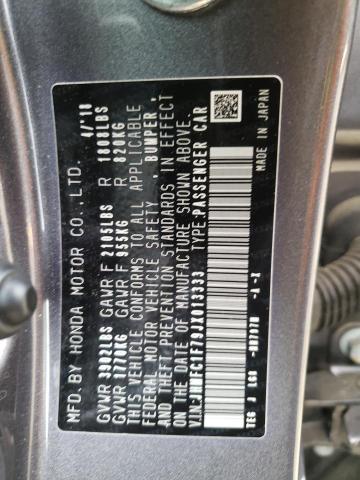 MFD. BY HONDA MOTOR CO., LTD. 4/'18
GVWR 3902LBS GAWR F 2105LBS R 1808LBS
GVWR 1770KG GAWR F 955KG R 820KG
THIS VEHICLE CONFORMS TO ALL APPLICABLE
FEDERAL MOTOR VEHICLE SAFETY , BUMPER ,
AND THEFT PREVENTION STANDARDS IN EFFECT
ON THE DATE OF MANUFACTURE SHOWN ABOVE.
V.I.N. TYPE:PASSENGER CAR
MADE IN JAPAN